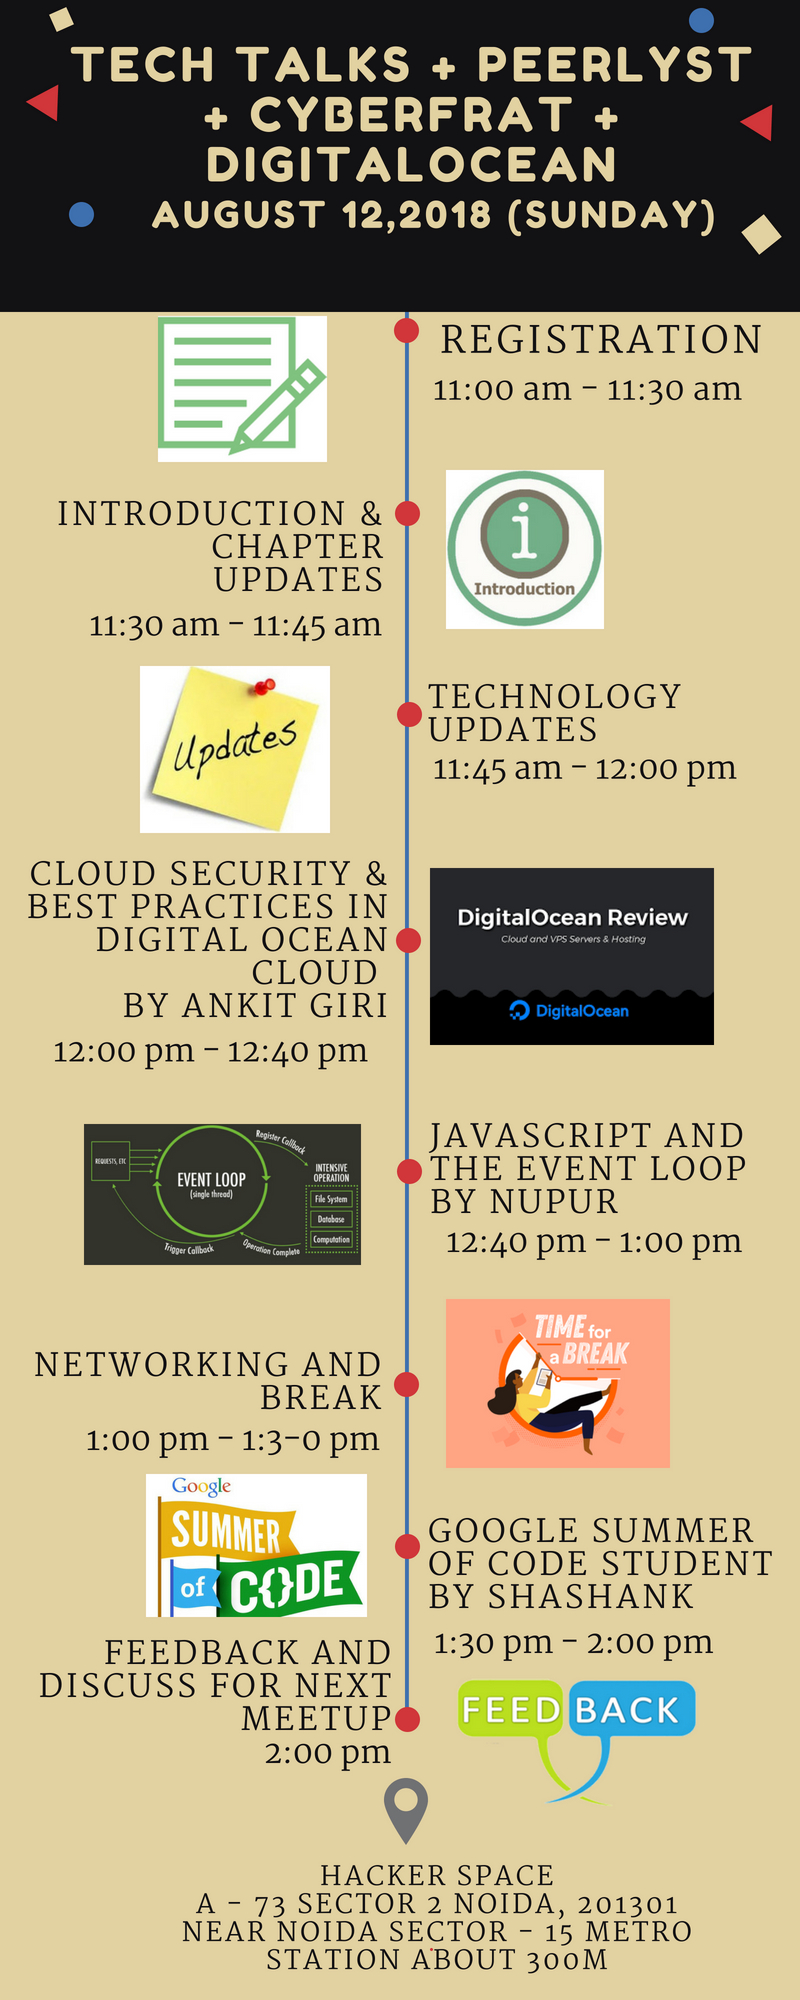 TECH TALKS + PEERLYST
+ CYBERFRAT +
DIGITALOCEAN
AUGUST 12,2018 (SUNDAY)
REGISTRATION
11:00 am - 11:30 am
INTRODUCTION &
CHAPTER
UPDATES
11:30 am - 11:45 am
i
Introduction
Updates
TECHNOLOGY
UPDATES
11:45 am - 12:00 pm
CLOUD SECURITY &
BEST PRACTICES IN
DIGITAL OCEAN
CLOUD
BY ANKIT GIRI
12:00 pm - 12:40 pm
DigitalOcean Review
Cloud and VPS Servers & Hosting
DigitalOcean
REQUESTS, ETC
EVENT LOOP
(single thread)
Register Callback
INTENSIVE
OPERATION
File System
Database
Computation
Operation Complete
Trigger Callback
JAVASCRIPT AND
THE EVENT LOOP
BY NUPUR
12:40 pm - 1:00 pm
NETWORKING AND
BREAK
1:00 pm - 1:3-0 pm
TIME for
a BREAK
Google
SUMMER
of CODE
GOOGLE SUMMER
OF CODE STUDENT
BY SHASHANK
1:30 pm - 2:00 pm
FEEDBACK AND
DISCUSS FOR NEXT
MEETUP
2:00 pm
FEEDBACK
HACKER SPACE
A - 73 SECTOR 2 NOIDA, 201301
NEAR NOIDA SECTOR - 15 METRO
STATION ABOUT 300M